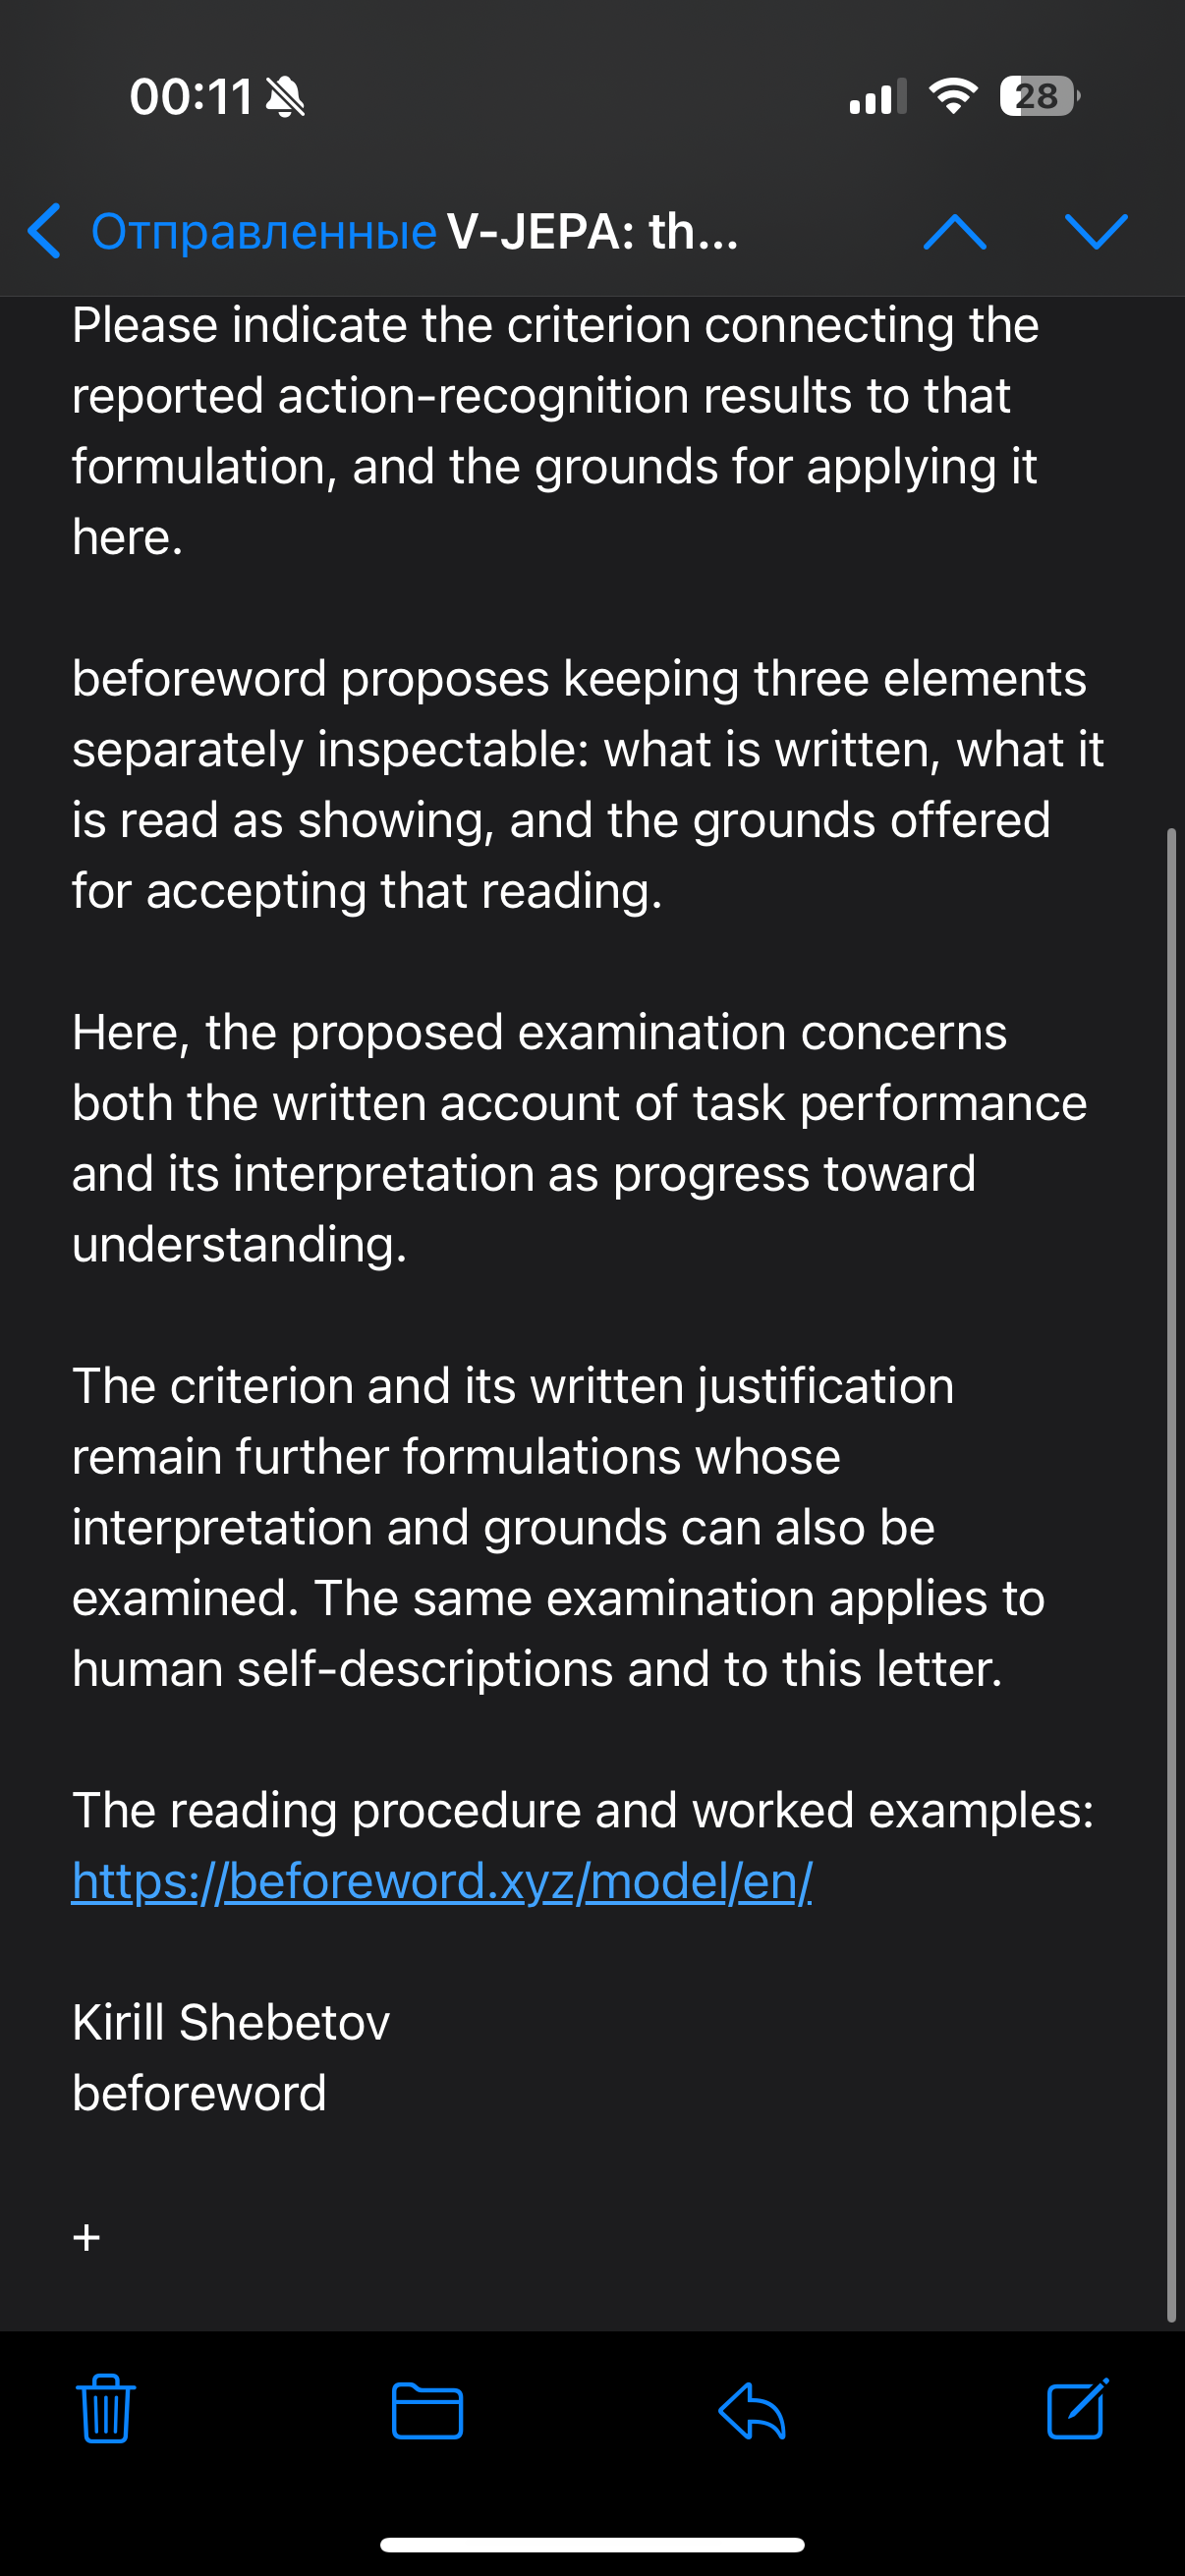 00:11
28
Отправленные V-JEPA: th...
Please indicate the criterion connecting the
reported action-recognition results to that
formulation, and the grounds for applying it
here.
beforeword proposes keeping three elements
separately inspectable: what is written, what it
is read as showing, and the grounds offered
for accepting that reading.
Here, the proposed examination concerns
both the written account of task performance
and its interpretation as progress toward
understanding.
The criterion and its written justification
remain further formulations whose
interpretation and grounds can also be
examined. The same examination applies to
human self-descriptions and to this letter.
The reading procedure and worked examples:
https://beforeword.xyz/model/en/
Kirill Shebetov
beforeword
+